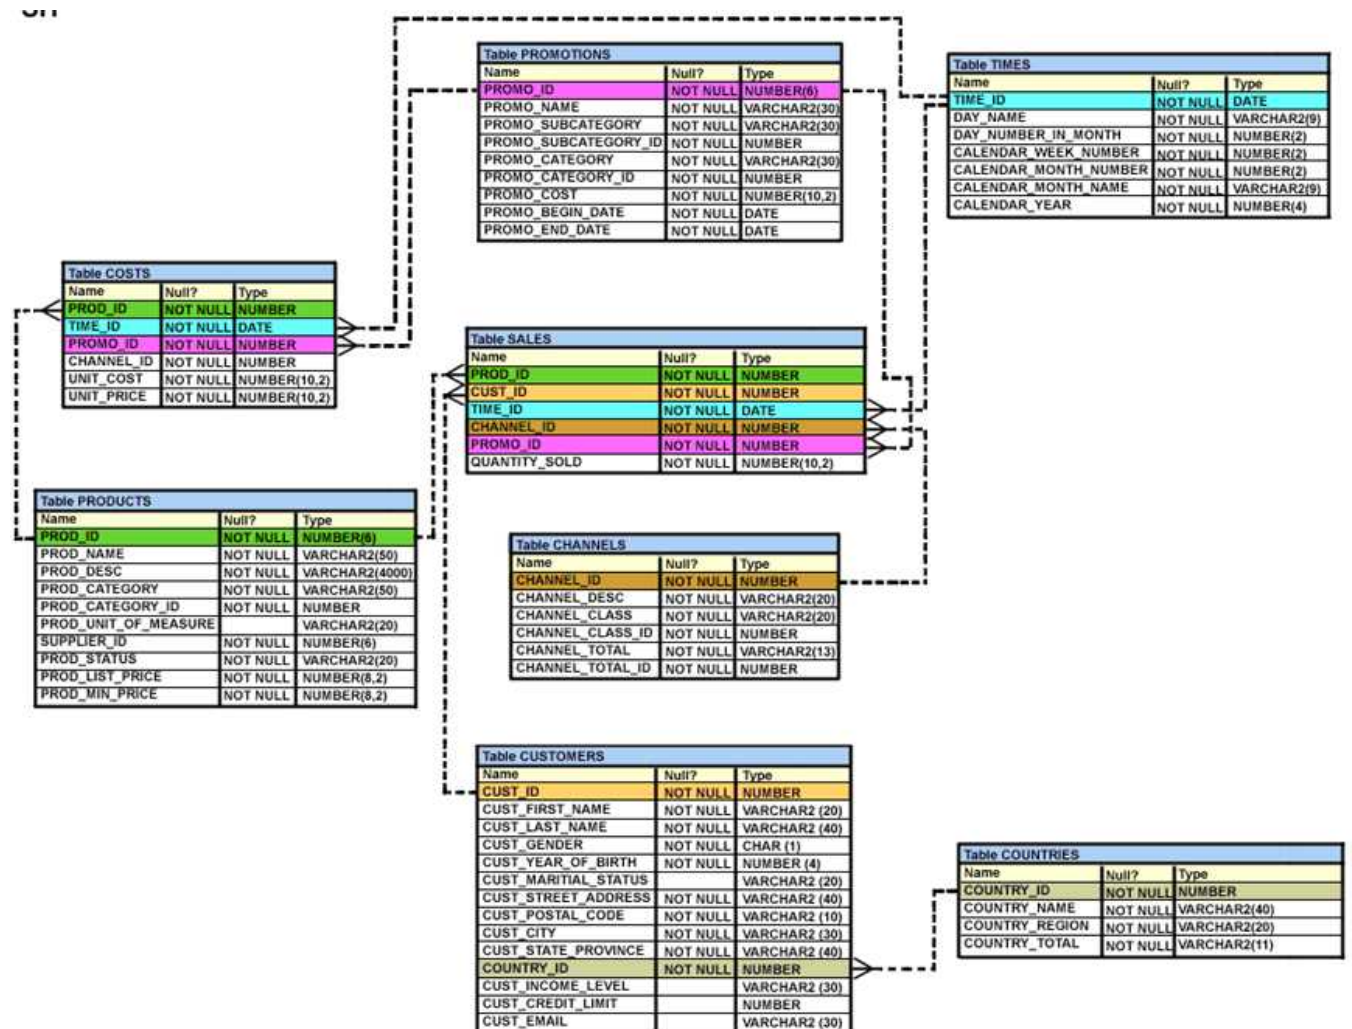 Table PROMOTIONS
Name Null? Type
PROMO_ID NOT NULL NUMBER(6)
PROMO_NAME NOT NULL VARCHAR2(30)
PROMO_SUBCATEGORY NOT NULL VARCHAR2(30)
PROMO_SUBCATEGORY_ID NOT NULL NUMBER
PROMO_CATEGORY NOT NULL VARCHAR2(30)
PROMO_CATEGORY_ID NOT NULL NUMBER
PROMO_COST NOT NULL NUMBER(10,2)
PROMO_BEGIN_DATE NOT NULL DATE
PROMO_END_DATE NOT NULL DATE
Table TIMES
Name Null? Type
TIME_ID NOT NULL DATE
DAY_NAME NOT NULL VARCHAR2(9)
DAY_NUMBER_IN_MONTH NOT NULL NUMBER(2)
CALENDAR_WEEK_NUMBER NOT NULL NUMBER(2)
CALENDAR_MONTH_NUMBER NOT NULL NUMBER(2)
CALENDAR_MONTH_NAME NOT NULL VARCHAR2(9)
CALENDAR_YEAR NOT NULL NUMBER(4)
Table COSTS
Name Null? Type
PROD_ID NOT NULL NUMBER
TIME_ID NOT NULL DATE
PROMO_ID NOT NULL NUMBER
CHANNEL_ID NOT NULL NUMBER
UNIT_COST NOT NULL NUMBER(10,2)
UNIT_PRICE NOT NULL NUMBER(10,2)
Table SALES
Name Null? Type
PROD_ID NOT NULL NUMBER
CUST_ID NOT NULL NUMBER
TIME_ID NOT NULL DATE
CHANNEL_ID NOT NULL NUMBER
PROMO_ID NOT NULL NUMBER
QUANTITY_SOLD NOT NULL NUMBER(10,2)
Table PRODUCTS
Name Null? Type
PROD_ID NOT NULL NUMBER(6)
PROD_NAME NOT NULL VARCHAR2(50)
PROD_DESC NOT NULL VARCHAR2(4000)
PROD_CATEGORY NOT NULL VARCHAR2(50)
PROD_CATEGORY_ID NOT NULL NUMBER
PROD_UNIT_OF_MEASURE VARCHAR2(20)
SUPPLIER_ID NOT NULL NUMBER(6)
PROD_STATUS NOT NULL VARCHAR2(20)
PROD_LIST_PRICE NOT NULL NUMBER(8,2)
PROD_MIN_PRICE NOT NULL NUMBER(8,2)
Table CHANNELS
Name Null? Type
CHANNEL_ID NOT NULL NUMBER
CHANNEL_DESC NOT NULL VARCHAR2(20)
CHANNEL_CLASS NOT NULL VARCHAR2(20)
CHANNEL_CLASS_ID NOT NULL NUMBER
CHANNEL_TOTAL NOT NULL VARCHAR2(13)
CHANNEL_TOTAL_ID NOT NULL NUMBER
Table CUSTOMERS
Name Null? Type
CUST_ID NOT NULL NUMBER
CUST_FIRST_NAME NOT NULL VARCHAR2 (20)
CUST_LAST_NAME NOT NULL VARCHAR2 (40)
CUST_GENDER NOT NULL CHAR (1)
CUST_YEAR_OF_BIRTH NOT NULL NUMBER (4)
CUST_MARITIAL_STATUS VARCHAR2 (20)
CUST_STREET_ADDRESS NOT NULL VARCHAR2 (40)
CUST_POSTAL_CODE NOT NULL VARCHAR2 (10)
CUST_CITY NOT NULL VARCHAR2 (30)
CUST_STATE_PROVINCE NOT NULL VARCHAR2 (40)
COUNTRY_ID NOT NULL NUMBER
CUST_INCOME_LEVEL VARCHAR2 (30)
CUST_CREDIT_LIMIT NUMBER
CUST_EMAIL VARCHAR2 (30)
Table COUNTRIES
Name Null? Type
COUNTRY_ID NOT NULL NUMBER
COUNTRY_NAME NOT NULL VARCHAR2(40)
COUNTRY_REGION NOT NULL VARCHAR2(20)
COUNTRY_TOTAL NOT NULL VARCHAR2(11)